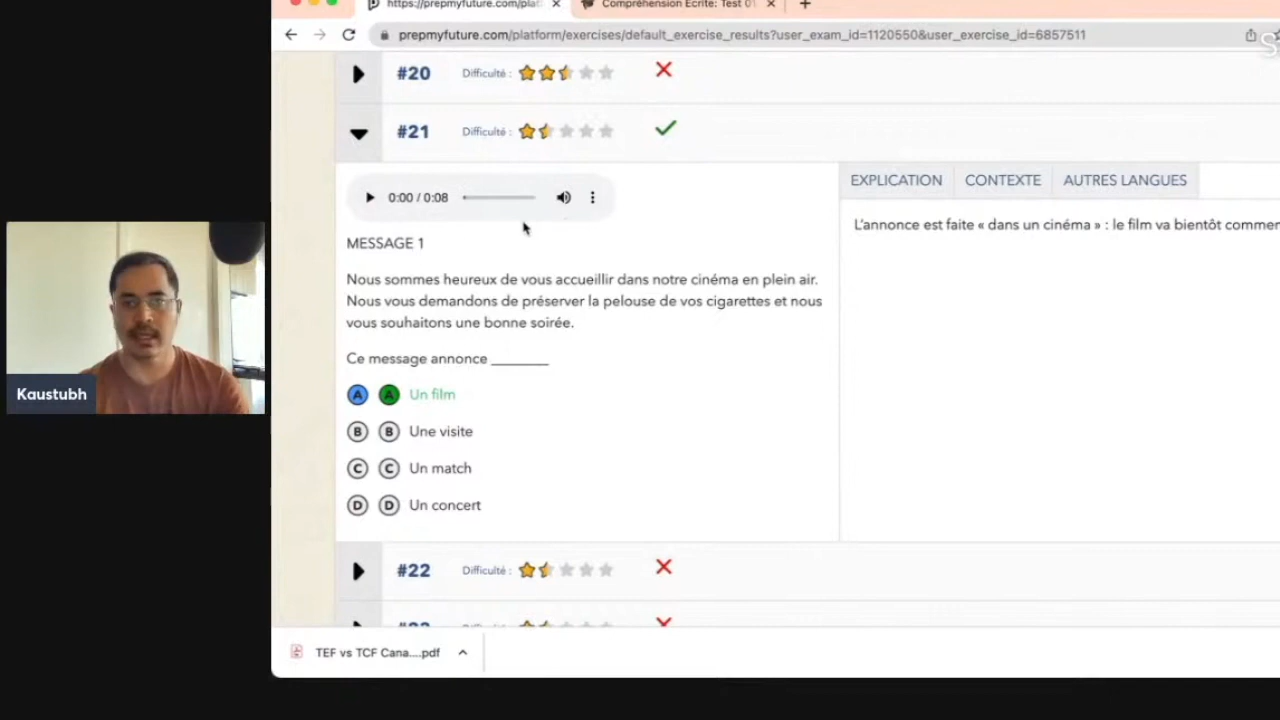 https://prepmyfuture.com/plat
Compréhension Ecrite: Test 01
prepmyfuture.com/platform/exercises/default_exercise_results?user_exam_id=1120550&user_exercise_id=6857511
#20 Difficulté :
#21 Difficulté :
0:00 / 0:08
EXPLICATION CONTEXTE AUTRES LANGUES
L'annonce est faite « dans un cinéma » : le film va bientôt commen
MESSAGE 1
Nous sommes heureux de vous accueillir dans notre cinéma en plein air.
Nous vous demandons de préserver la pelouse de vos cigarettes et nous
vous souhaitons une bonne soirée.
Ce message annonce ________
A A Un film
B B Une visite
C C Un match
D D Un concert
Kaustubh
#22 Difficulté :
TEF vs TCF Cana....pdf